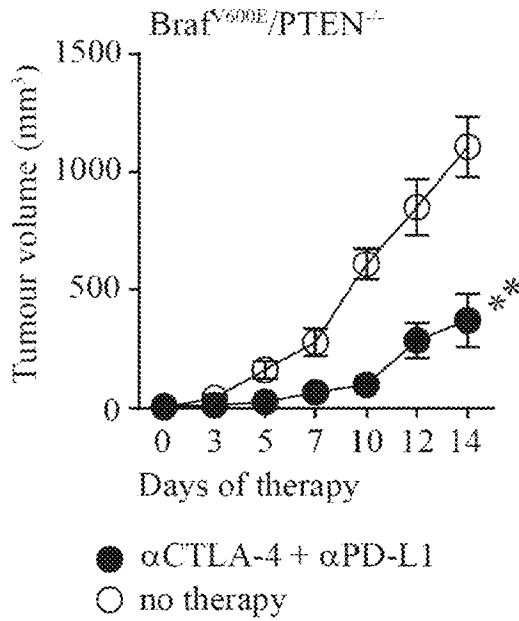 Braf^V600E/PTEN^-/-
1500
1000
500
0
Tumour volume (mm³)
**
0 3 5 7 10 12 14
Days of therapy
αCTLA-4 + αPD-L1
no therapy